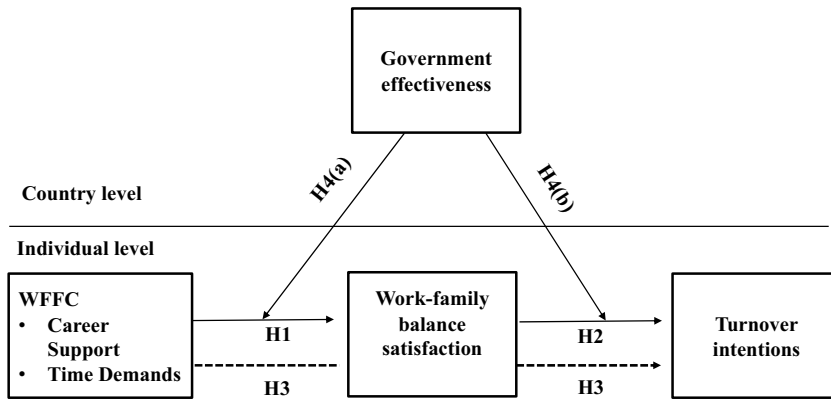 Government
effectiveness
H4(a)
H4(b)
Country level
Individual level
WFFC
• Career
Support
• Time Demands
H1
H3
Work-family
balance
satisfaction
H2
H3
Turnover
intentions